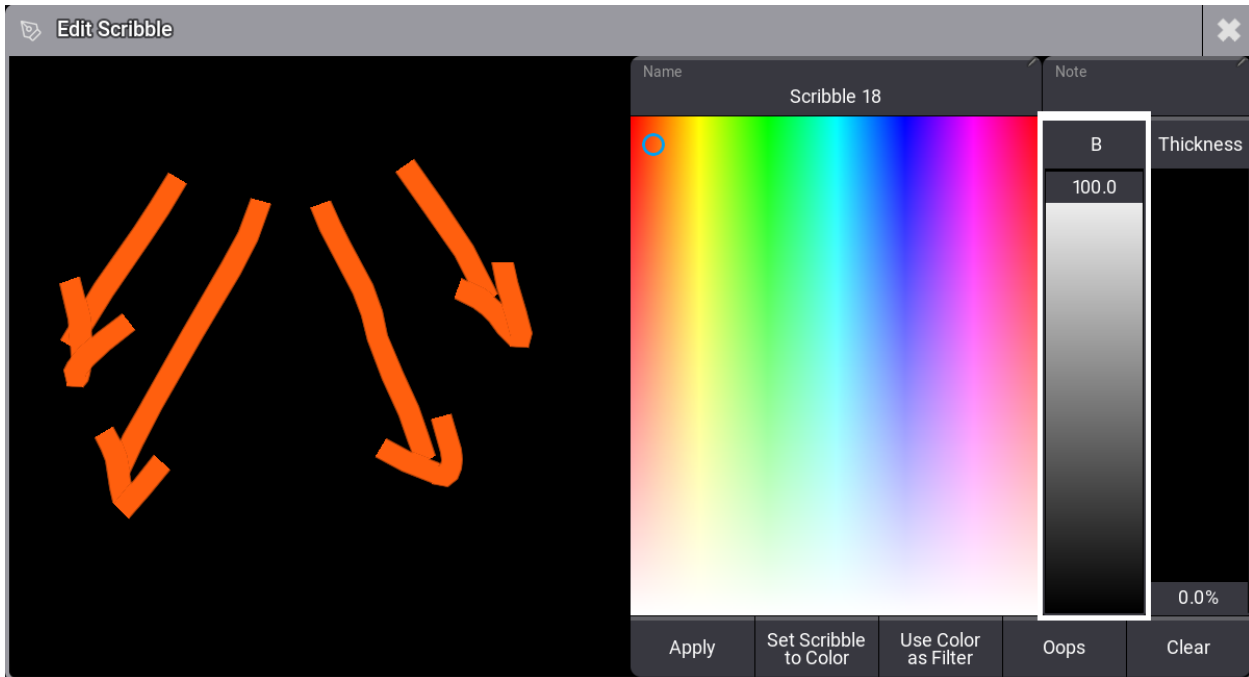 Edit Scribble
Name
Scribble 18
Note
B
Thickness
100.0
0.0%
Apply
Set Scribble
to Color
Use Color
as Filter
Oops
Clear